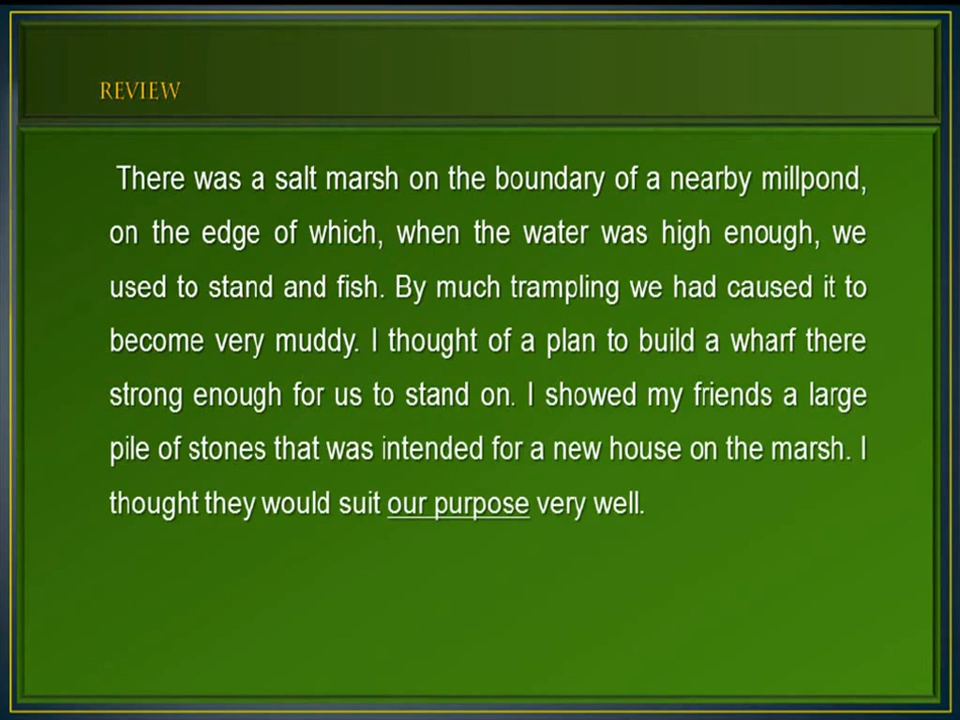 REVIEW
There was a salt marsh on the boundary of a nearby millpond,
on the edge of which, when the water was high enough, we
used to stand and fish. By much trampling we had caused it to
become very muddy. I thought of a plan to build a wharf there
strong enough for us to stand on. I showed my friends a large
pile of stones that was intended for a new house on the marsh. I
thought they would suit our purpose very well.